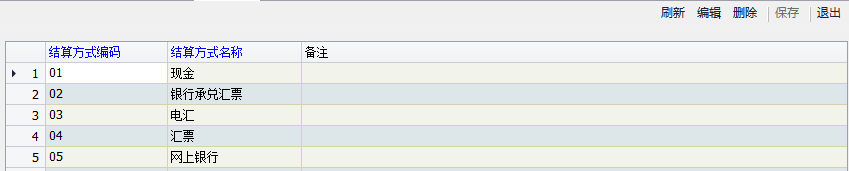 刷新 编辑 删除 保存 退出
结算方式编码 结算方式名称 备注
1 01 现金
2 02 银行承兑汇票
3 03 电汇
4 04 汇票
5 05 网上银行